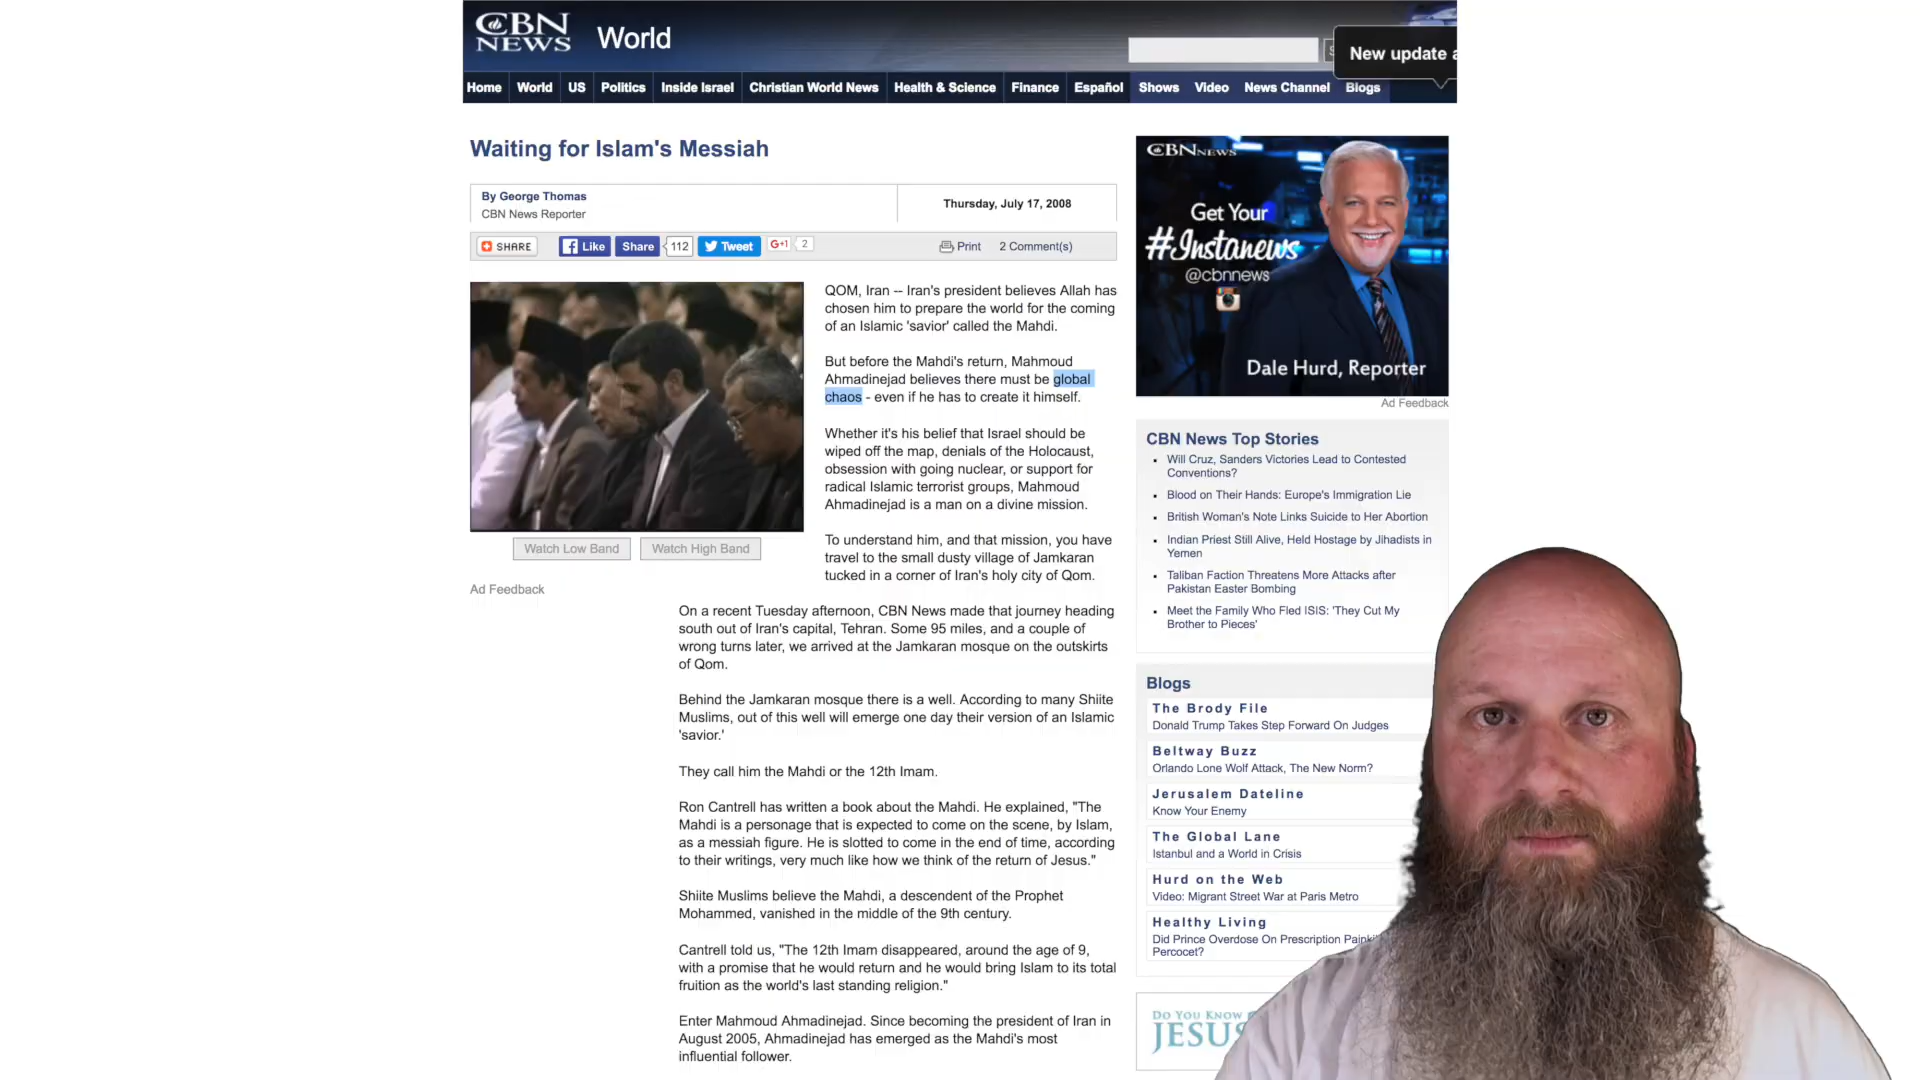 CBN NEWS World
New update
Home World US Politics Inside Israel Christian World News Health & Science Finance Español Shows Video News Channel Blogs
Waiting for Islam's Messiah
By George Thomas
CBN News Reporter
Thursday, July 17, 2008
SHARE Like Share 112 Tweet G+1 2 Print 2 Comment(s)
QOM, Iran -- Iran's president believes Allah has
chosen him to prepare the world for the coming
of an Islamic 'savior' called the Mahdi.
But before the Mahdi's return, Mahmoud
Ahmadinejad believes there must be global
chaos - even if he has to create it himself.
Whether it's his belief that Israel should be
wiped off the map, denials of the Holocaust,
obsession with going nuclear, or support for
radical Islamic terrorist groups, Mahmoud
Ahmadinejad is a man on a divine mission.
To understand him, and that mission, you have
travel to the small dusty village of Jamkaran
tucked in a corner of Iran's holy city of Qom.
Watch Low Band Watch High Band
Ad Feedback
On a recent Tuesday afternoon, CBN News made that journey heading
south out of Iran's capital, Tehran. Some 95 miles, and a couple of
wrong turns later, we arrived at the Jamkaran mosque on the outskirts
of Qom.
Behind the Jamkaran mosque there is a well. According to many Shiite
Muslims, out of this well will emerge one day their version of an Islamic
'savior.'
They call him the Mahdi or the 12th Imam.
Ron Cantrell has written a book about the Mahdi. He explained, "The
Mahdi is a personage that is expected to come on the scene, by Islam,
as a messiah figure. He is slotted to come in the end of time, according
to their writings, very much like how we think of the return of Jesus."
Shiite Muslims believe the Mahdi, a descendent of the Prophet
Mohammed, vanished in the middle of the 9th century.
Cantrell told us, "The 12th Imam disappeared, around the age of 9,
with a promise that he would return and he would bring Islam to its total
fruition as the world's last standing religion."
Enter Mahmoud Ahmadinejad. Since becoming the president of Iran in
August 2005, Ahmadinejad has emerged as the Mahdi's most
influential follower.
CBN NEWS
Get Your
#Instanews
@cbnnews
Dale Hurd, Reporter
Ad Feedback
CBN News Top Stories
Will Cruz, Sanders Victories Lead to Contested
Conventions?
Blood on Their Hands: Europe's Immigration Lie
British Woman's Note Links Suicide to Her Abortion
Indian Priest Still Alive, Held Hostage by Jihadists in
Yemen
Taliban Faction Threatens More Attacks after
Pakistan Easter Bombing
Meet the Family Who Fled ISIS: 'They Cut My
Brother to Pieces'
Blogs
The Brody File
Donald Trump Takes Step Forward On Judges
Beltway Buzz
Orlando Lone Wolf Attack, The New Norm?
Jerusalem Dateline
Know Your Enemy
The Global Lane
Istanbul and a World in Crisis
Hurd on the Web
Video: Migrant Street War at Paris Metro
Healthy Living
Did Prince Overdose On Prescription
Percocet?
DO YOU KNOW